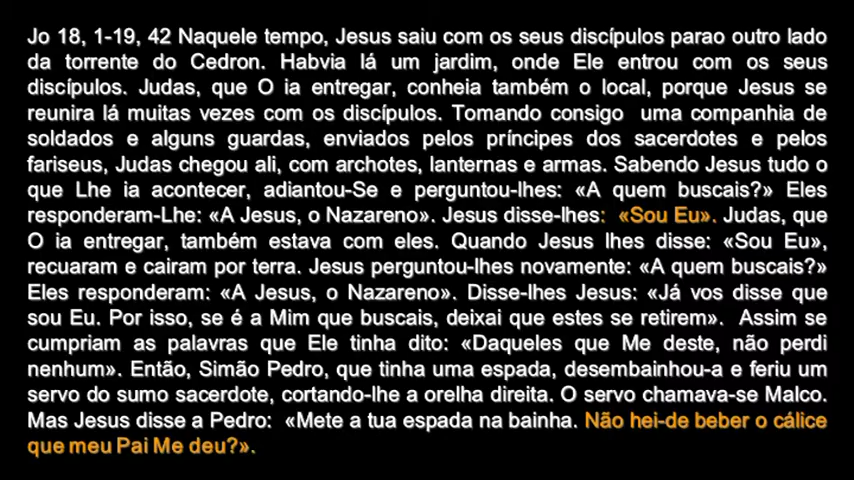 Jo 18, 1-19, 42 Naquele tempo, Jesus saiu com os seus discípulos parao outro lado
da torrente do Cedron. Habvia lá um jardim, onde Ele entrou com os seus
discípulos. Judas, que O ia entregar, conheia também o local, porque Jesus se
reunira lá muitas vezes com os discípulos. Tomando consigo uma companhia de
soldados e alguns guardas, enviados pelos príncipes dos sacerdotes e pelos
fariseus, Judas chegou ali, com archotes, lanternas e armas. Sabendo Jesus tudo o
que Lhe ia acontecer, adiantou-Se e perguntou-lhes: «A quem buscais?» Eles
responderam-Lhe: «A Jesus, o Nazareno». Jesus disse-lhes: «Sou Eu». Judas, que
O ia entregar, também estava com eles. Quando Jesus lhes disse: «Sou Eu»,
recuaram e cairam por terra. Jesus perguntou-lhes novamente: «A quem buscais?»
Eles responderam: «A Jesus, o Nazareno». Disse-lhes Jesus: «Já vos disse que
sou Eu. Por isso, se é a Mim que buscais, deixai que estes se retirem». Assim se
cumpriam as palavras que Ele tinha dito: «Daqueles que Me deste, não perdi
nenhum». Então, Simão Pedro, que tinha uma espada, desembainhou-a e feriu um
servo do sumo sacerdote, cortando-lhe a orelha direita. O servo chamava-se Malco.
Mas Jesus disse a Pedro: «Mete a tua espada na bainha. Não hei-de beber o cálice
que meu Pai Me deu?».